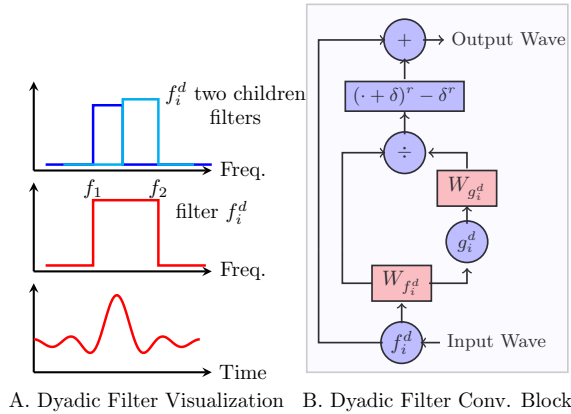 f_i^d two children
filters
Freq.
f_1 f_2
filter f_i^d
Freq.
Time
A. Dyadic Filter Visualization
+
Output Wave
(· + δ)^r − δ^r
÷
W_{g_i^d}
g_i^d
W_{f_i^d}
f_i^d
Input Wave
B. Dyadic Filter Conv. Block